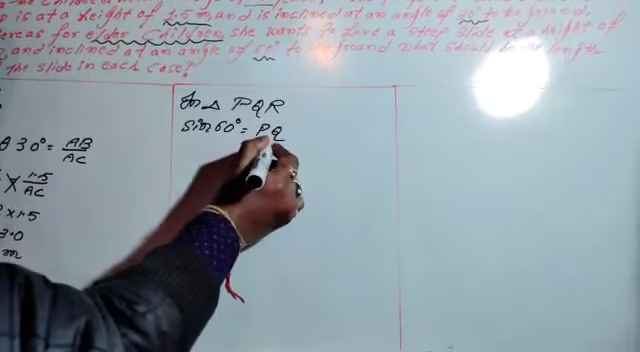 p is at a height of 1.5 m and is inclined at an angle of 30° to the ground.
ereas for elder Children she wants to have a steep slide at a height of
and inclined at an angle of 60° to the ground what should be the length
the slide in each case?
In Δ PQR
sin60° = PQ
30° = AB
AC
1.5
AC
x 1.5
3.0
m